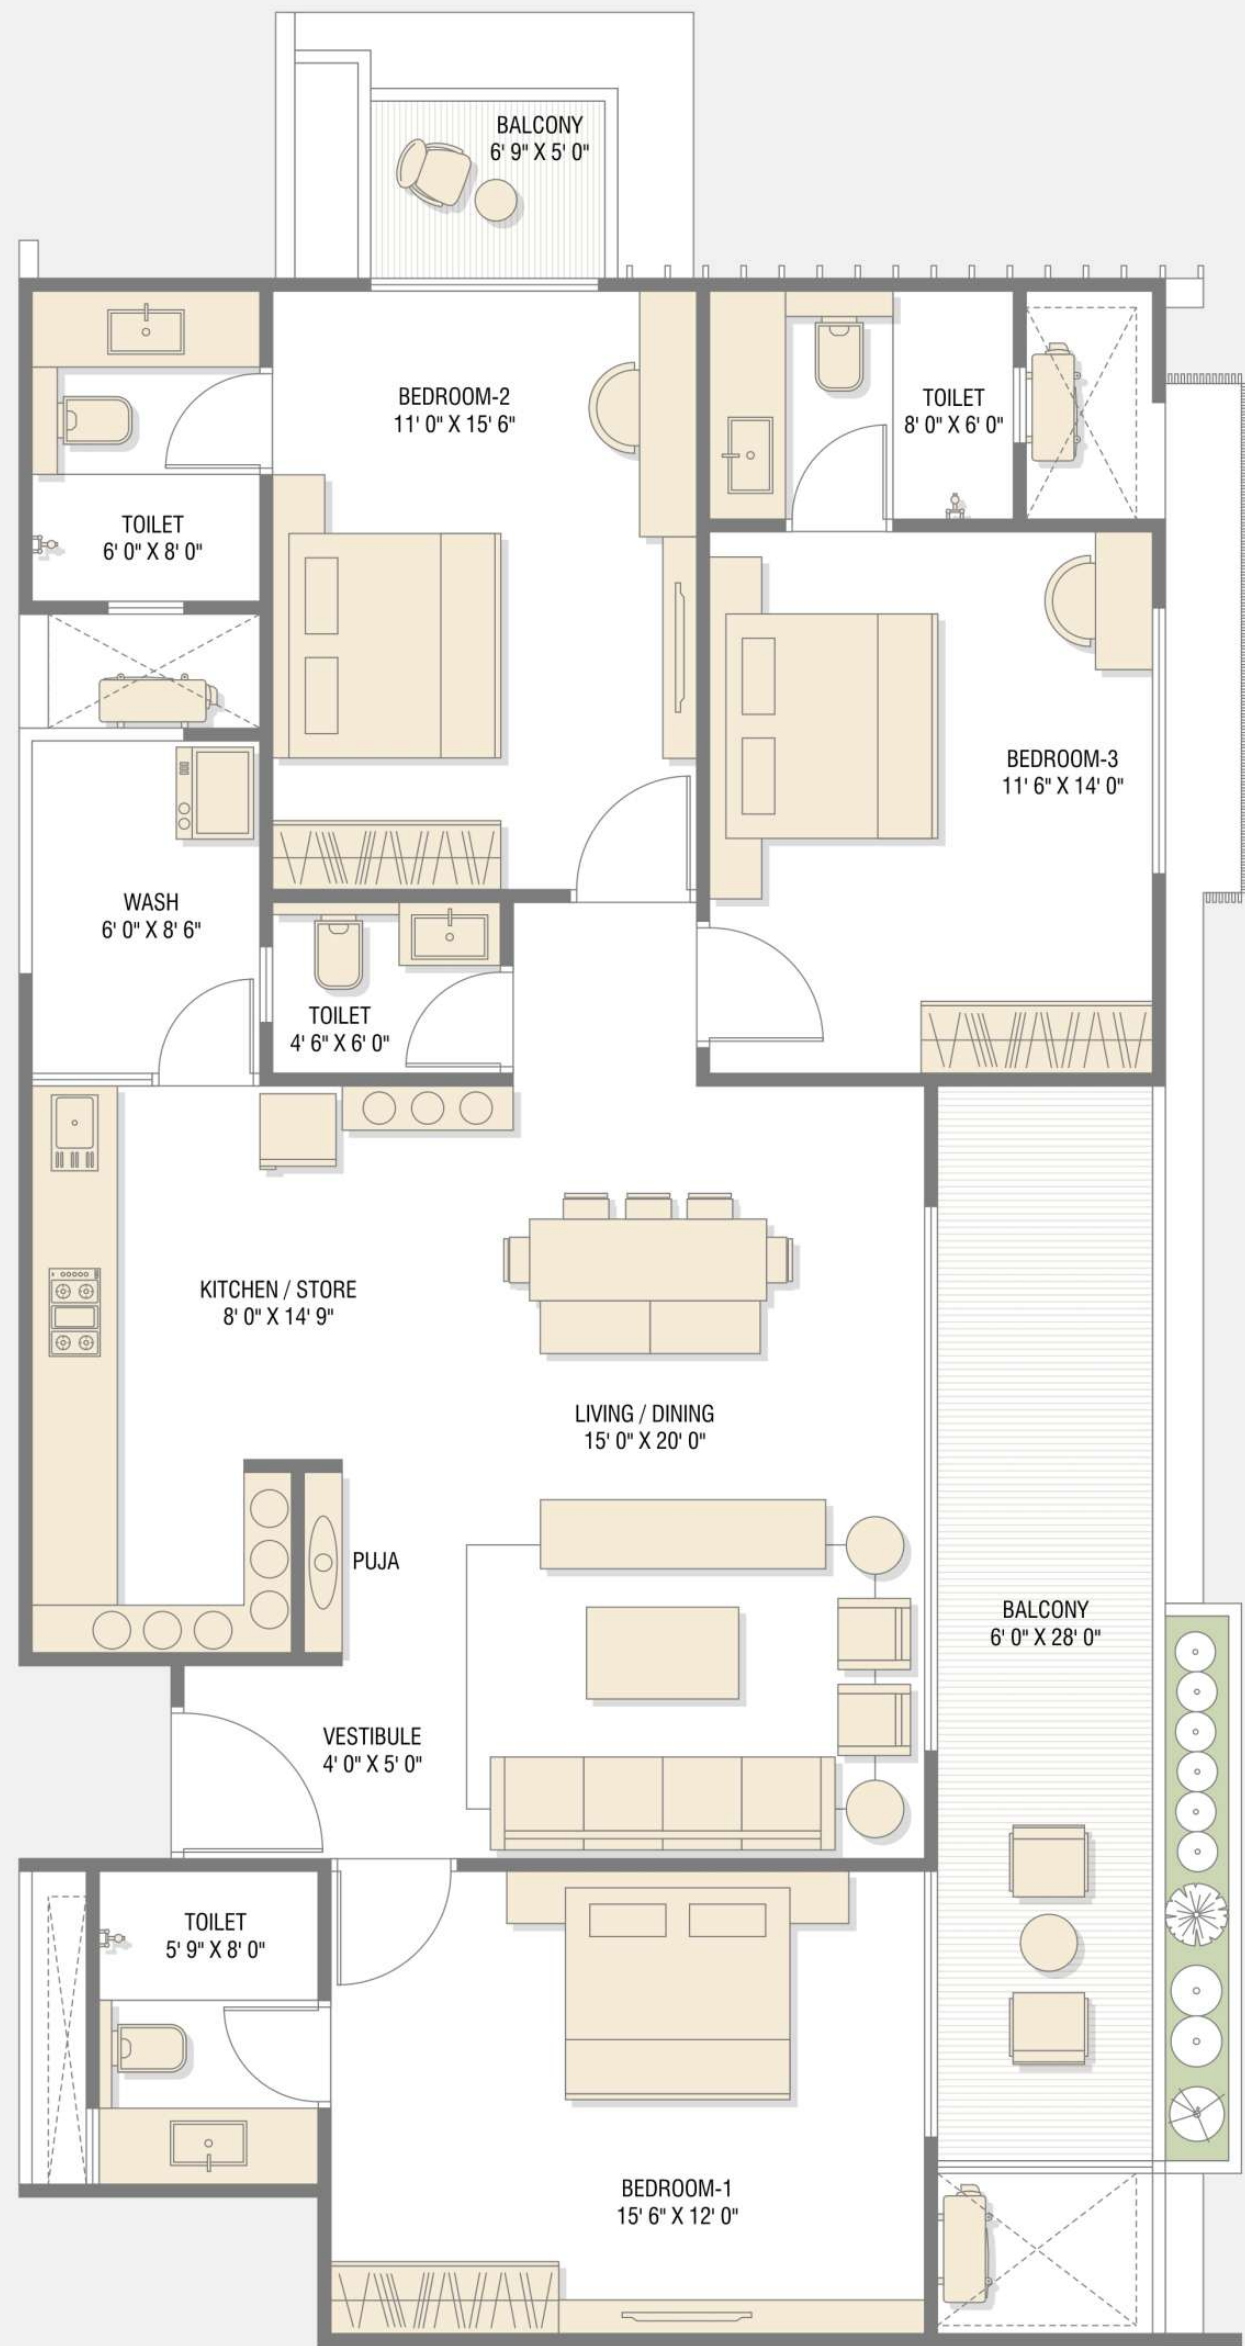 BALCONY
6' 9" X 5' 0"
BEDROOM-2
11' 0" X 15' 6"
TOILET
8' 0" X 6' 0"
TOILET
6' 0" X 8' 0"
BEDROOM-3
11' 6" X 14' 0"
WASH
6' 0" X 8' 6"
TOILET
4' 6" X 6' 0"
KITCHEN / STORE
8' 0" X 14' 9"
LIVING / DINING
15' 0" X 20' 0"
PUJA
BALCONY
6' 0" X 28' 0"
VESTIBULE
4' 0" X 5' 0"
TOILET
5' 9" X 8' 0"
BEDROOM-1
15' 6" X 12' 0"